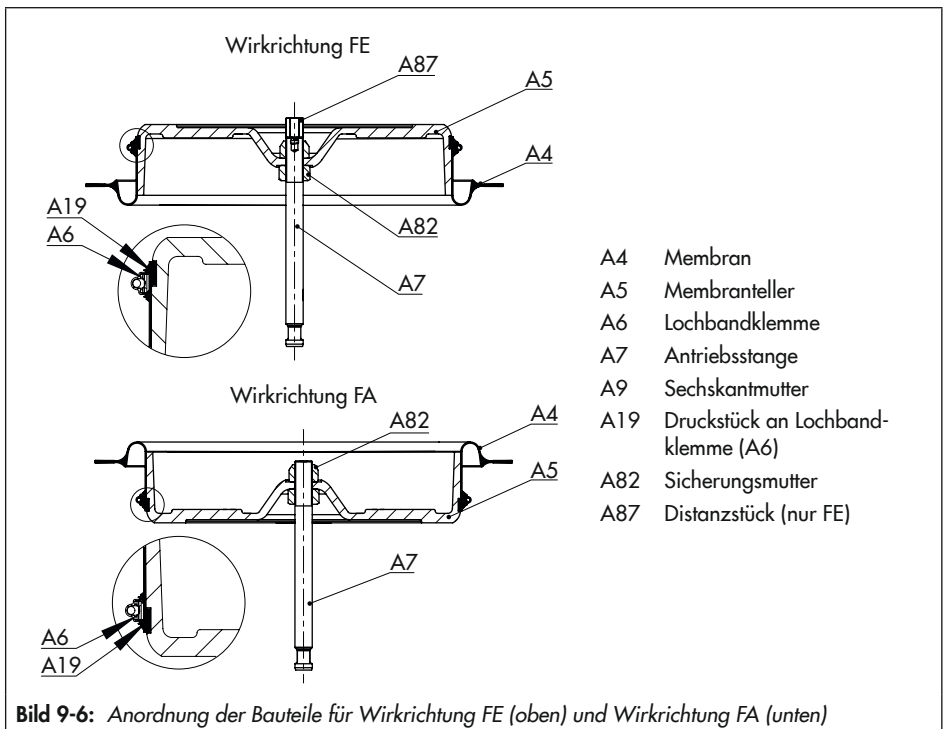 Wirkrichtung FE
A87
A5
A4
A19
A6
A82
A7
Wirkrichtung FA
A82
A4
A5
A7
A6
A19
A4 Membran
A5 Membranteller
A6 Lochbandklemme
A7 Antriebsstange
A9 Sechskantmutter
A19 Druckstück an Lochband-
klemme (A6)
A82 Sicherungsmutter
A87 Distanzstück (nur FE)
Bild 9-6: Anordnung der Bauteile für Wirkrichtung FE (oben) und Wirkrichtung FA (unten)